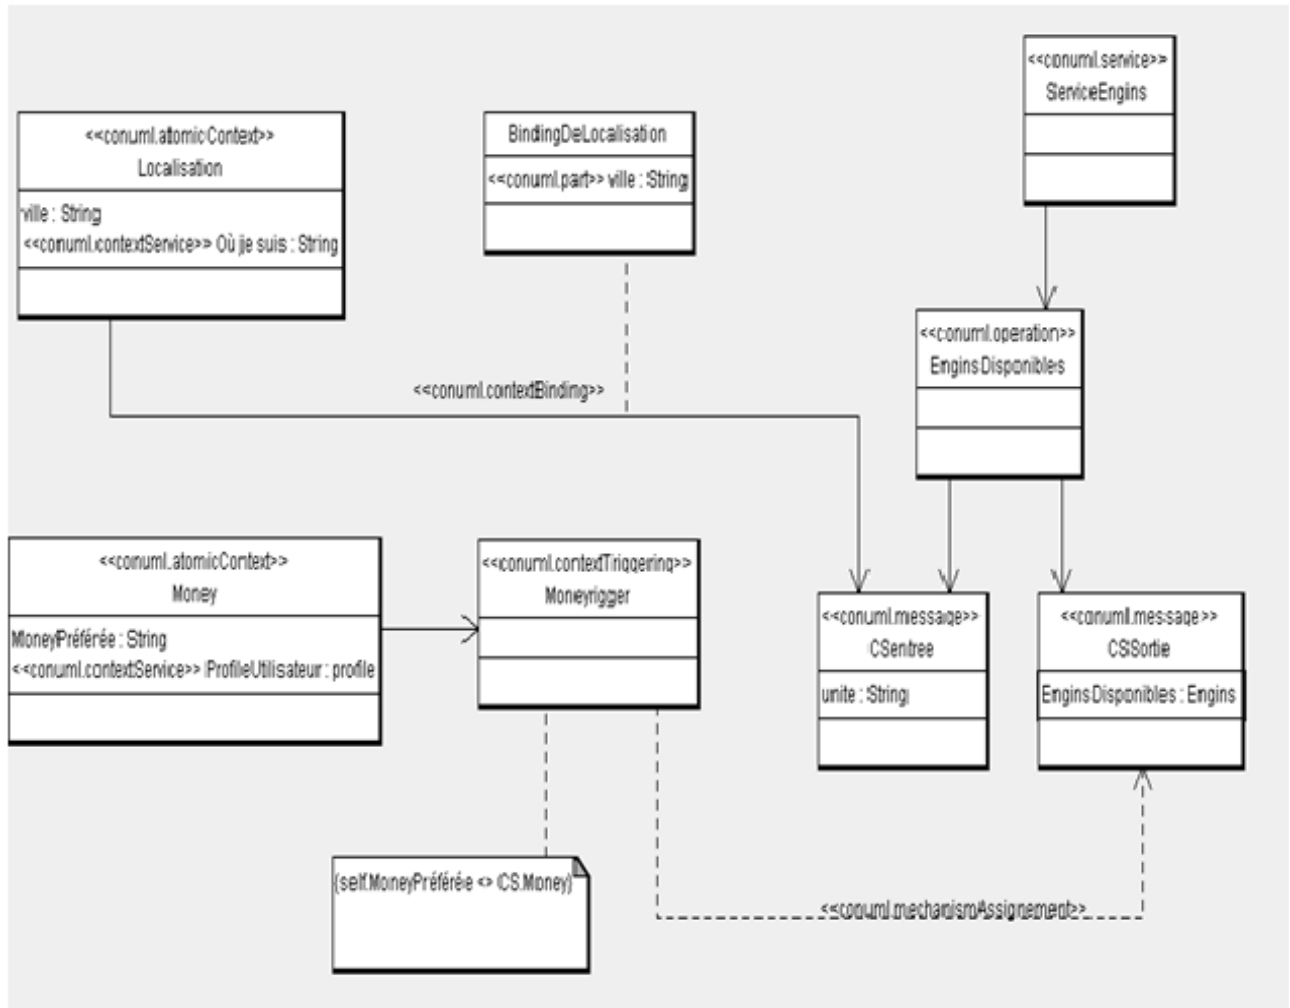 <<conuml.service>>
ServiceEngins
<<conuml.atomicContext>>
Localisation
ville : String
<<conuml.contextService>> Où je suis : String
BindingDeLocalisation
<<conuml.part>> ville : String
<<conuml.operation>>
EnginsDisponibles
<<conuml.contextBinding>>
<<conuml.atomicContext>>
Money
MoneyPréférée : String
<<conuml.contextService>> ProfileUtilisateur : profile
<<conuml.contextTriggering>>
Moneyrigger
<<conuml.message>>
CSentree
unite : String
<<conuml.message>>
CSSortie
EnginsDisponibles : Engins
{self.MoneyPréférée <> CS.Money}
<<conuml.mechanismAssignement>>